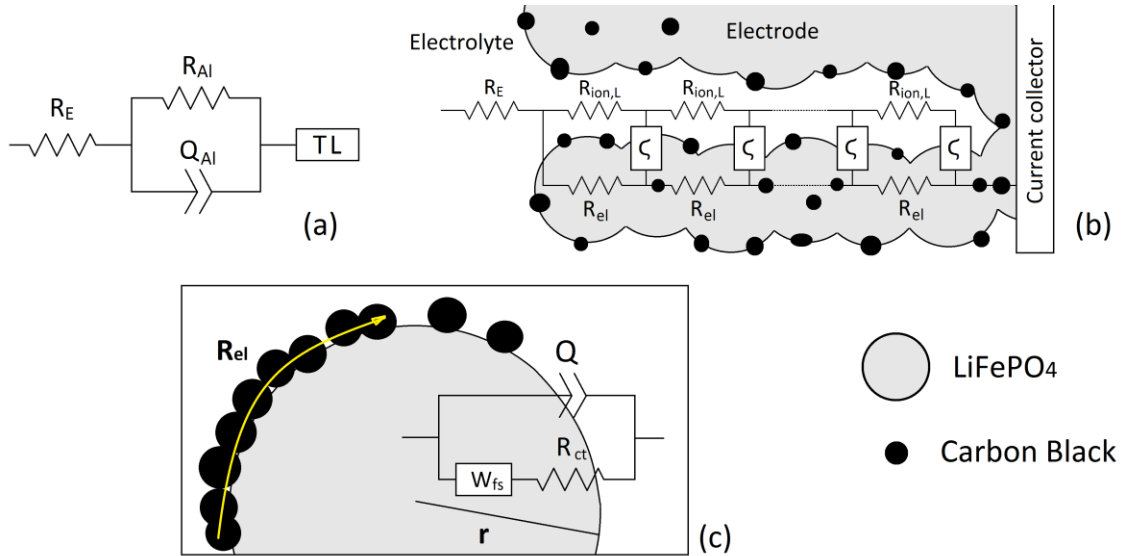 R_E
R_Al
Q_Al
TL
(a)
Electrolyte
Electrode
R_E
R_ion,L
R_ion,L
R_ion,L
ζ
ζ
ζ
ζ
R_el
R_el
R_el
Current collector
(b)
R_el
Q
R_ct
W_fs
r
(c)
LiFePO₄
Carbon Black